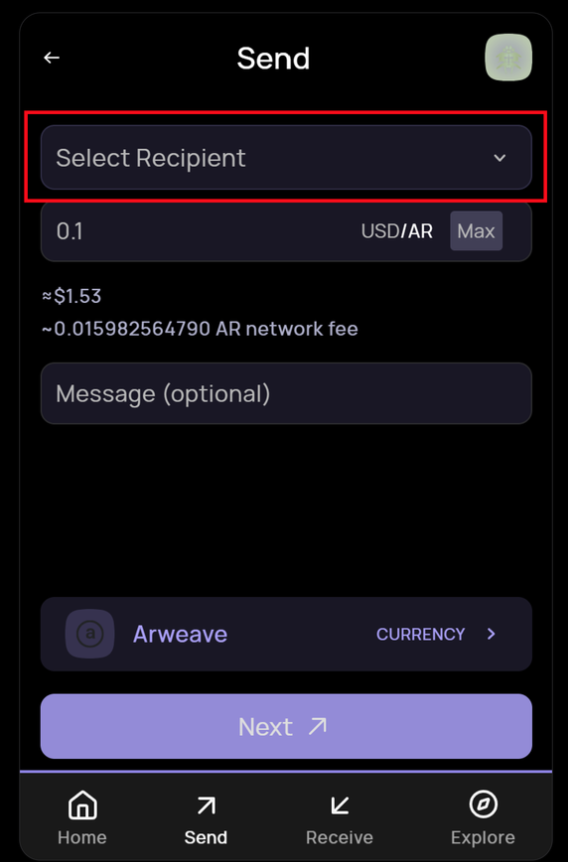 Send
Select Recipient
0.1 USD/AR Max
≈$1.53
~0.015982564790 AR network fee
Message (optional)
a Arweave CURRENCY
Next
Home Send Receive Explore